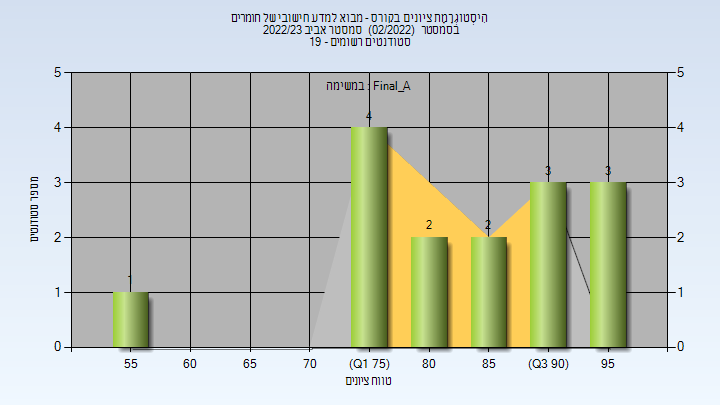 היסטוגרמת ציונים בקורס - מבוא למדע חישובי של חומרים
בסמסטר (02/2022) סמסטר אביב 2022/23
סטודנטים רשומים - 19
במשימה : Final_A
מספר סטודנטים
5 5
4 4
3 3
2 2
1 1
0 0
1 4 2 2 3 3
55 60 65 70 (Q1 75) 80 85 (Q3 90) 95
טווח ציונים